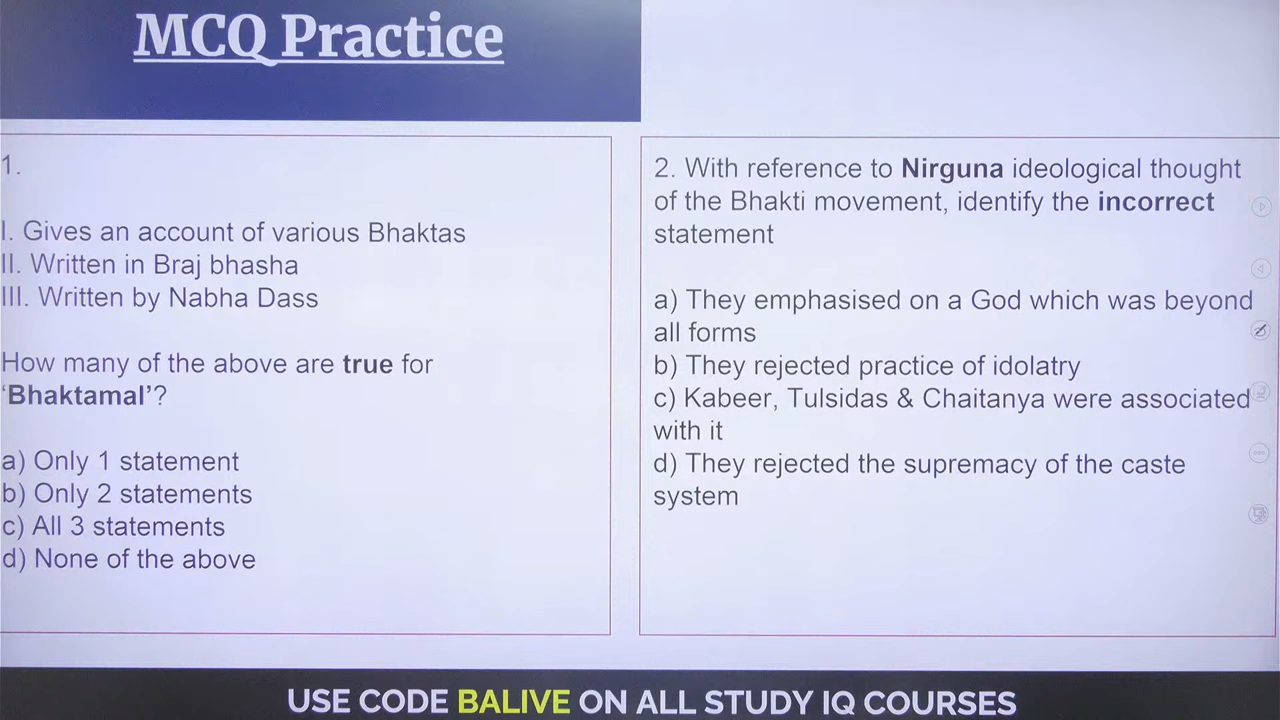 MCQ Practice
1.
I. Gives an account of various Bhaktas
II. Written in Braj bhasha
III. Written by Nabha Dass
How many of the above are true for
‘Bhaktamal’?
a) Only 1 statement
b) Only 2 statements
c) All 3 statements
d) None of the above
2. With reference to Nirguna ideological thought
of the Bhakti movement, identify the incorrect
statement
a) They emphasised on a God which was beyond
all forms
b) They rejected practice of idolatry
c) Kabeer, Tulsidas & Chaitanya were associated
with it
d) They rejected the supremacy of the caste
system
USE CODE BALIVE ON ALL STUDY IQ COURSES